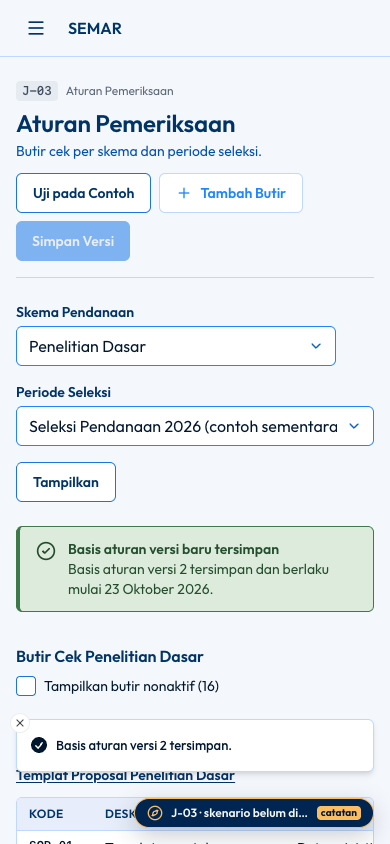 SEMAR
J-03 Aturan Pemeriksaan
Aturan Pemeriksaan
Butir cek per skema dan periode seleksi.
Uji pada Contoh
Tambah Butir
Simpan Versi
Skema Pendanaan
Penelitian Dasar
Periode Seleksi
Seleksi Pendanaan 2026 (contoh sementara
Tampilkan
Basis aturan versi baru tersimpan
Basis aturan versi 2 tersimpan dan berlaku
mulai 23 Oktober 2026.
Butir Cek Penelitian Dasar
Tampilkan butir nonaktif (16)
Basis aturan versi 2 tersimpan.
Templat Proposal Penelitian Dasar
KODE DESK
J-03 · skenario belum di... catatan